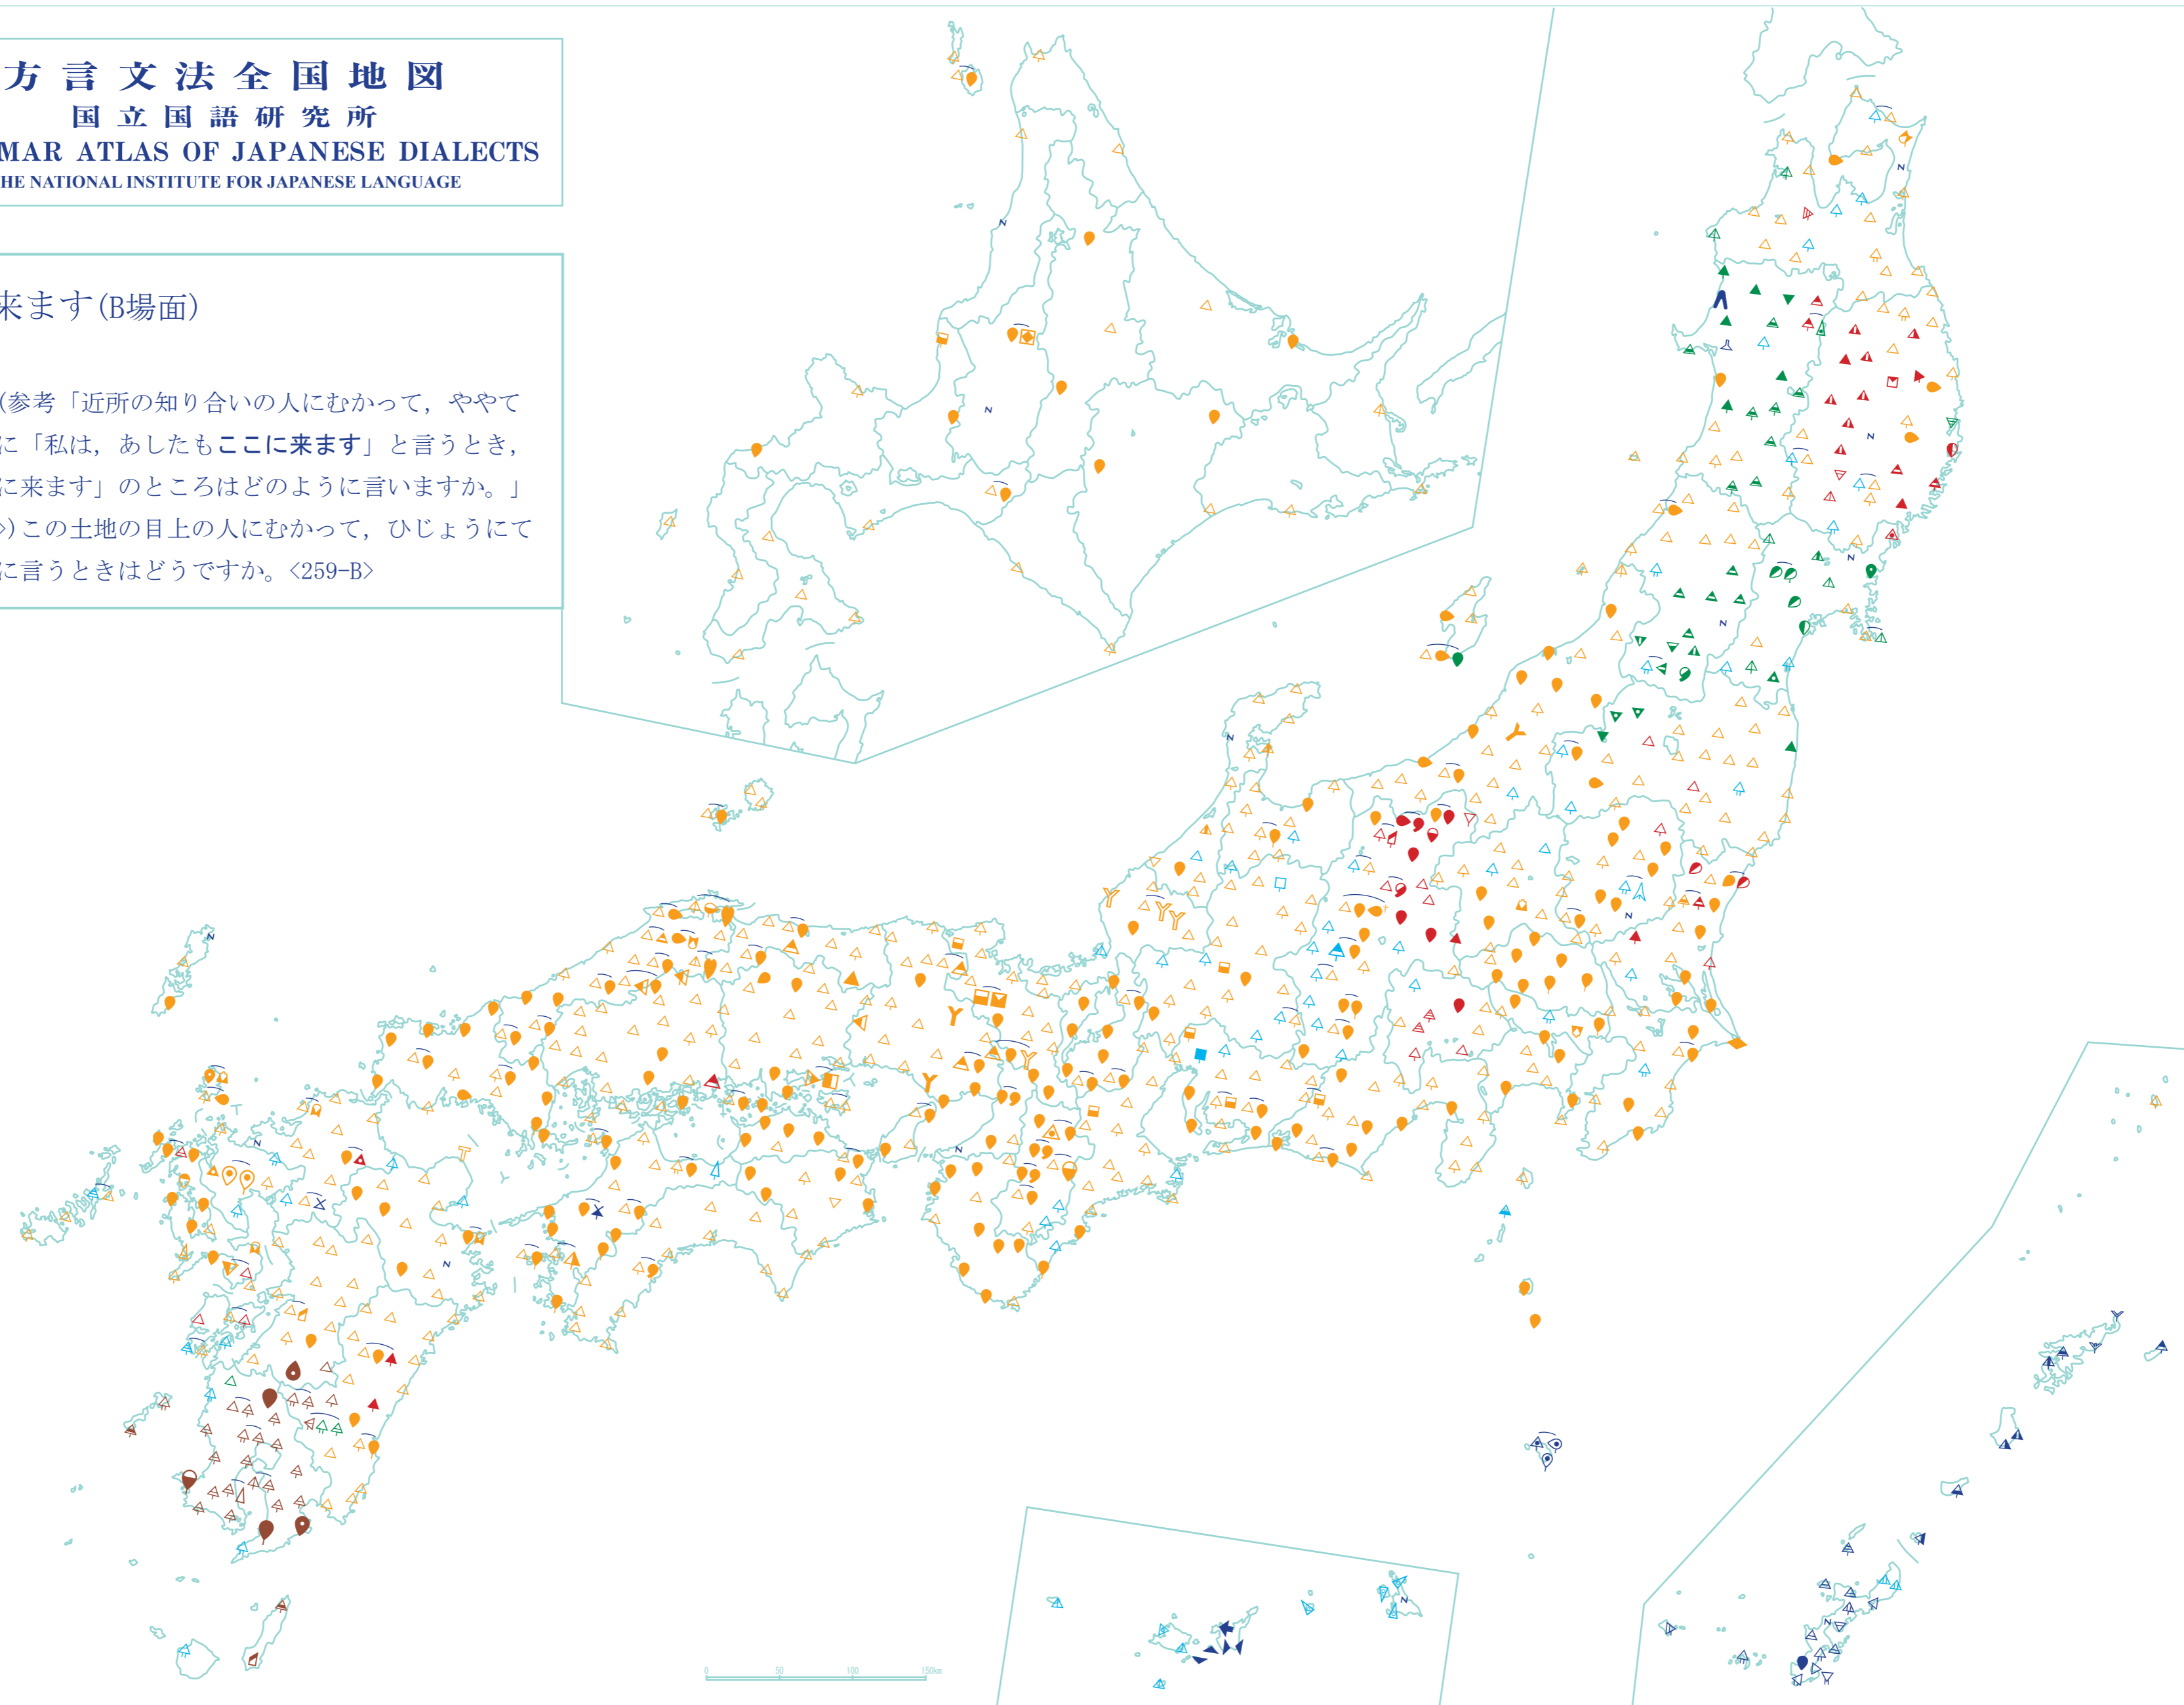 方言文法全国地図
国立国語研究所
MAR ATLAS OF JAPANESE DIALECTS
HE NATIONAL INSTITUTE FOR JAPANESE LANGUAGE
来ます(B場面)
(参考「近所の知り合いの人にむかって，ややて
に「私は，あしたもここに来ます」と言うとき，
に来ます」のところはどのように言いますか。」
>)この土地の目上の人にむかって，ひじょうにて
に言うときはどうですか。<259-B>
0 50 100 150km